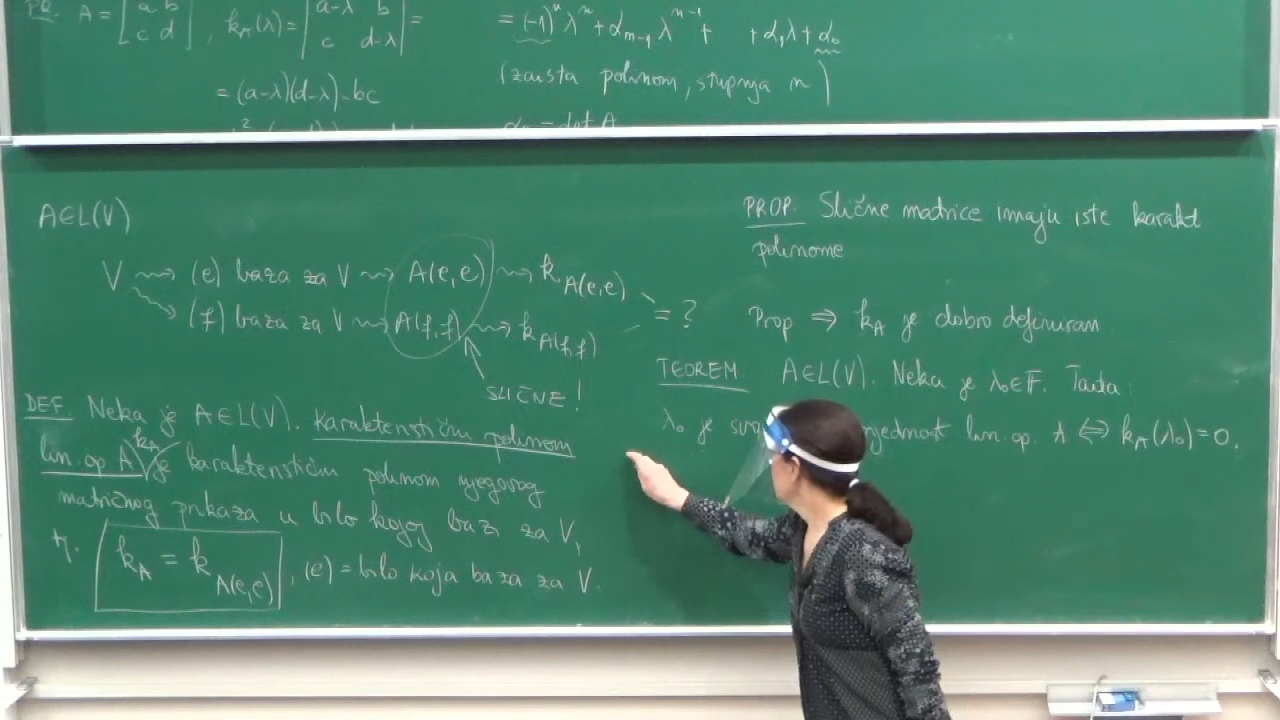 PR. A = [a b; c d], k_A(λ) = |a-λ b; c d-λ| =
= (a-λ)(d-λ) - bc
= (-1)^n λ^n + α_{n-1} λ^{n-1} + + α_1 λ + α_0
(zaista polinom, stupnja n)
α_0 = det A
A∈L(V)
V ⇝ (e) baza za V ⇝ A(e,e) ⇝ k_{A(e,e)}
⇝ (f) baza za V ⇝ A(f,f) ⇝ k_{A(f,f)}
= ?
SLIČNE!
DEF. Neka je A∈L(V). Karakteristični polinom
lin. op A, k_A, je karakteristični polinom njegovog
matričnog prikaza u bilo kojoj bazi za V,
tj. k_A = k_{A(e,e)}, (e) = bilo koja baza za V.
PROP. Slične matrice imaju iste karakt
polinome
Prop ⇒ k_A je dobro definiran
TEOREM. A∈L(V). Neka je λ_0∈F. Tada:
λ_0 je lin. op. A ⇔ k_A(λ_0) = 0.